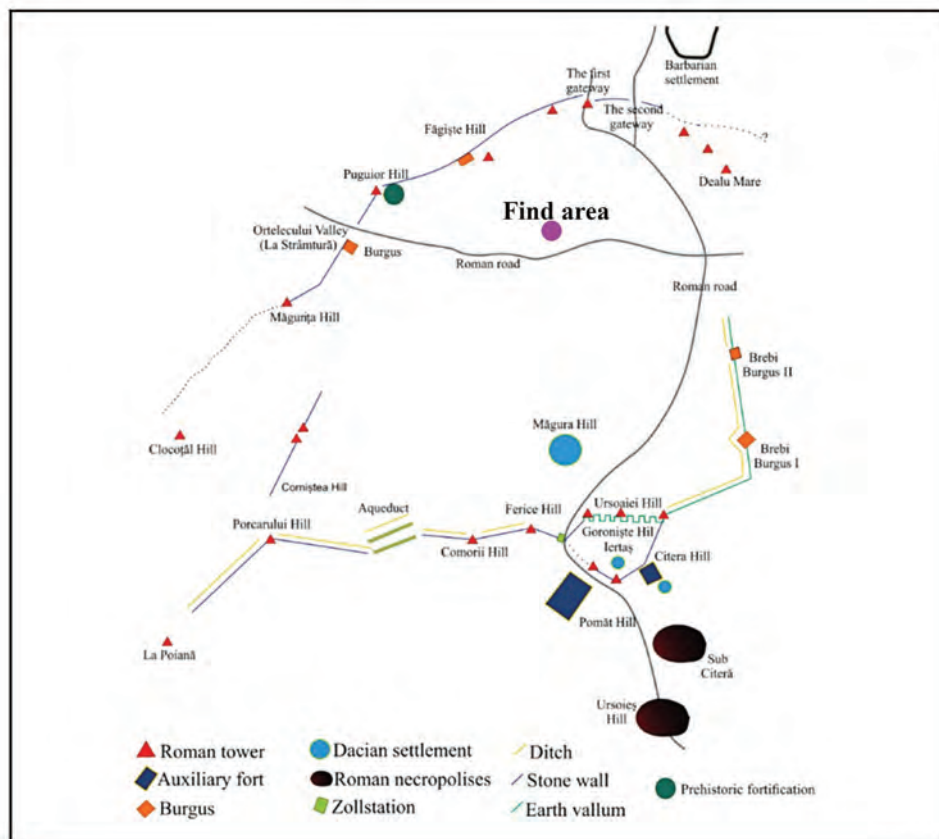 Barbarian
settlement
The first
gateway
The second
gateway
?
Făgiște Hill
Puguior Hill
Dealu Mare
Find area
Ortelecului Valley
(La Strâmtură)
Burgus
Roman road
Roman road
Măgurița Hill
Brebi
Burgus II
Măgura Hill
Clocoțăl Hill
Brebi
Burgus I
Corniștea Hill
Aqueduct
Ferice Hill
Ursoaiei Hill
Porcarului Hill
Goroniște Hil
Iertaș
Comorii Hill
Citera Hill
Pomăt Hill
La Poiană
Sub
Citeră
Ursoieș
Hill
Roman tower
Dacian settlement
Ditch
Auxiliary fort
Roman necropolises
Stone wall
Prehistoric fortification
Burgus
Zollstation
Earth vallum